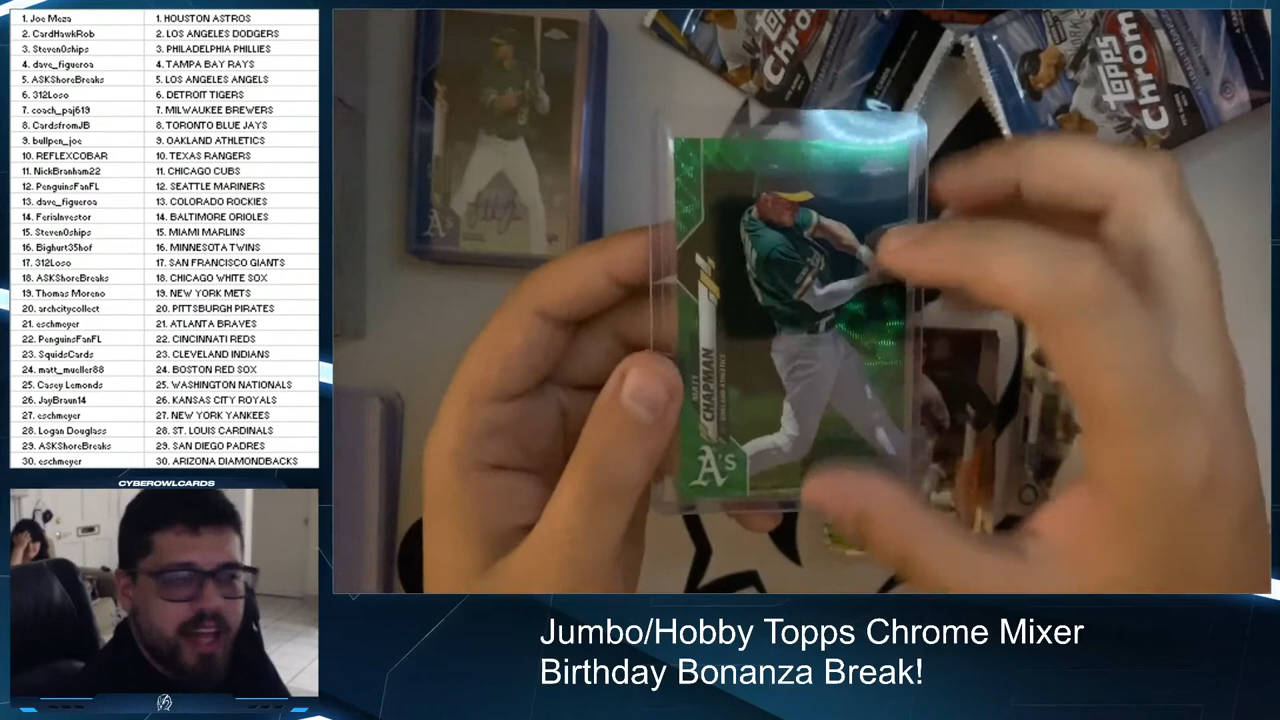 1. Joe Meza 1. HOUSTON ASTROS
2. CardHawkRob 2. LOS ANGELES DODGERS
3. Steven0ships 3. PHILADELPHIA PHILLIES
4. dave_figueroa 4. TAMPA BAY RAYS
5. ASKShoreBreaks 5. LOS ANGELES ANGELS
6. 312Loso 6. DETROIT TIGERS
7. coach_paj619 7. MILWAUKEE BREWERS
8. CardsfromJB 8. TORONTO BLUE JAYS
9. bullpen_joe 9. OAKLAND ATHLETICS
10. REFLEXCOBAR 10. TEXAS RANGERS
11. NickBranham22 11. CHICAGO CUBS
12. PenguinsFanFL 12. SEATTLE MARINERS
13. dave_figueroa 13. COLORADO ROCKIES
14. FeriaInvestor 14. BALTIMORE ORIOLES
15. Steven0ships 15. MIAMI MARLINS
16. Bighurt35hof 16. MINNESOTA TWINS
17. 312Loso 17. SAN FRANCISCO GIANTS
18. ASKShoreBreaks 18. CHICAGO WHITE SOX
19. Thomas Moreno 19. NEW YORK METS
20. archcitycollect 20. PITTSBURGH PIRATES
21. eschmeyer 21. ATLANTA BRAVES
22. PenguinsFanFL 22. CINCINNATI REDS
23. SquidsCards 23. CLEVELAND INDIANS
24. matt_mueller88 24. BOSTON RED SOX
25. Casey Lemonds 25. WASHINGTON NATIONALS
26. JayBraun14 26. KANSAS CITY ROYALS
27. eschmeyer 27. NEW YORK YANKEES
28. Logan Douglass 28. ST. LOUIS CARDINALS
29. ASKShoreBreaks 29. SAN DIEGO PADRES
30. eschmeyer 30. ARIZONA DIAMONDBACKS
CYBEROWLCARDS
A's
TOPPS
Chrom
TOPPS
Chrom
MATT
CHAPMAN
OAKLAND ATHLETICS
A's
Jumbo/Hobby Topps Chrome Mixer
Birthday Bonanza Break!